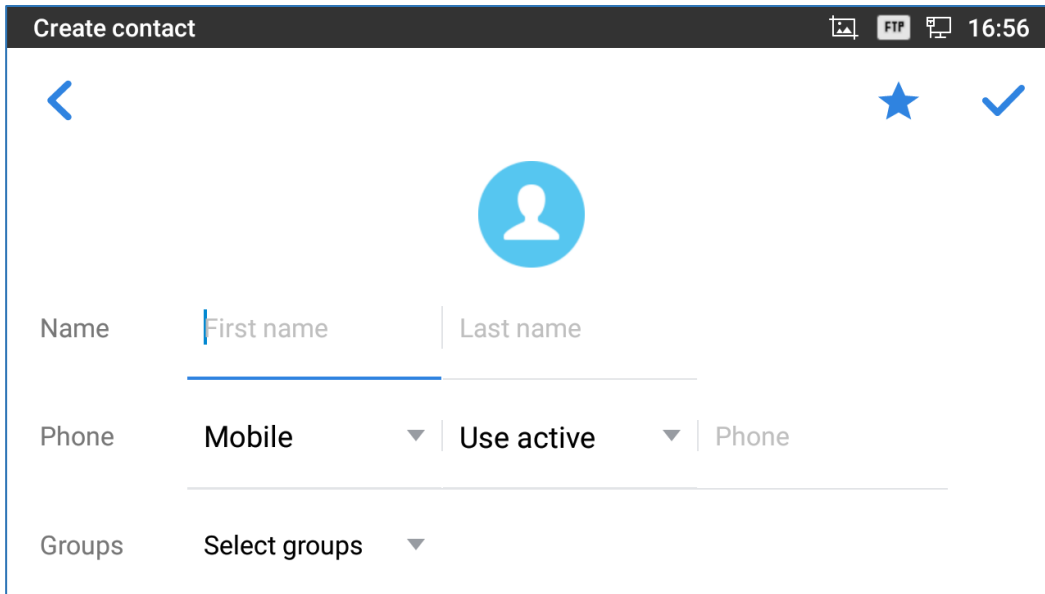 Create contact FTP 16:56
Name First name Last name
Phone Mobile Use active Phone
Groups Select groups